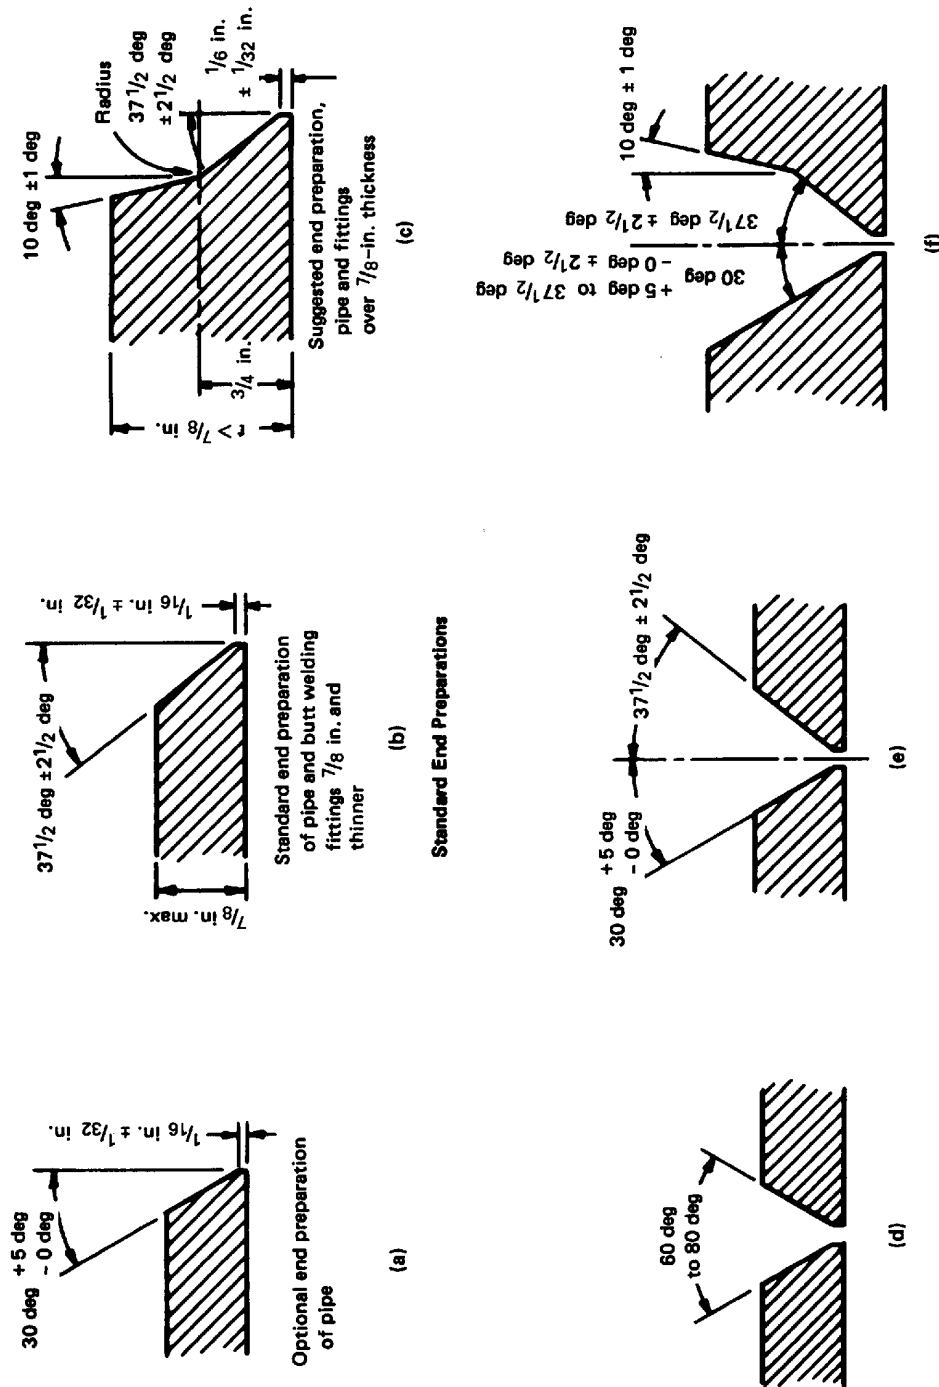 30 deg +5 deg
- 0 deg
1/16 in. ± 1/32 in.
Optional end preparation
of pipe
(a)
37 1/2 deg ±2 1/2 deg
1/16 in. ± 1/32 in.
7/8 in. max.
Standard end preparation
of pipe and butt welding
fittings 7/8 in. and
thinner
(b)
10 deg ±1 deg
Radius
37 1/2 deg
± 2 1/2 deg
1/6 in.
± 1/32 in.
t > 7/8 in.
3/4 in.
Suggested end preparation,
pipe and fittings
over 7/8–in. thickness
(c)
Standard End Preparations
60 deg
to 80 deg
(d)
30 deg +5 deg
- 0 deg
37 1/2 deg ± 2 1/2 deg
(e)
10 deg ± 1 deg
37 1/2 deg ± 2 1/2 deg
+5 deg to 37 1/2 deg
30 deg
- 0 deg ± 2 1/2 deg
(f)